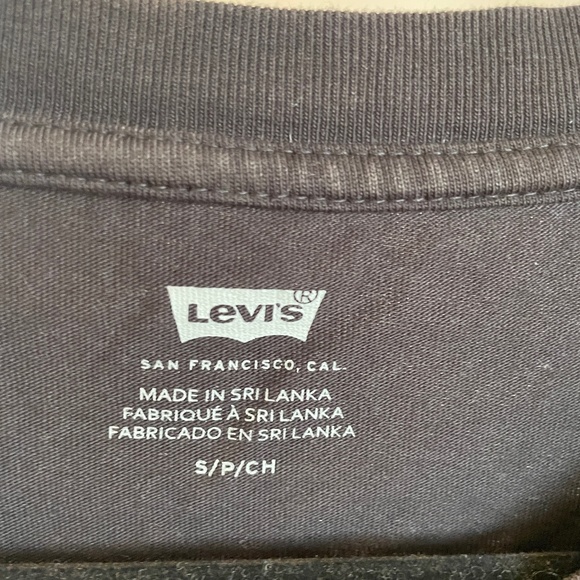 Levi's®
SAN FRANCISCO, CAL.
MADE IN SRI LANKA
FABRIQUÉ À SRI LANKA
FABRICADO EN SRI LANKA
S/P/CH